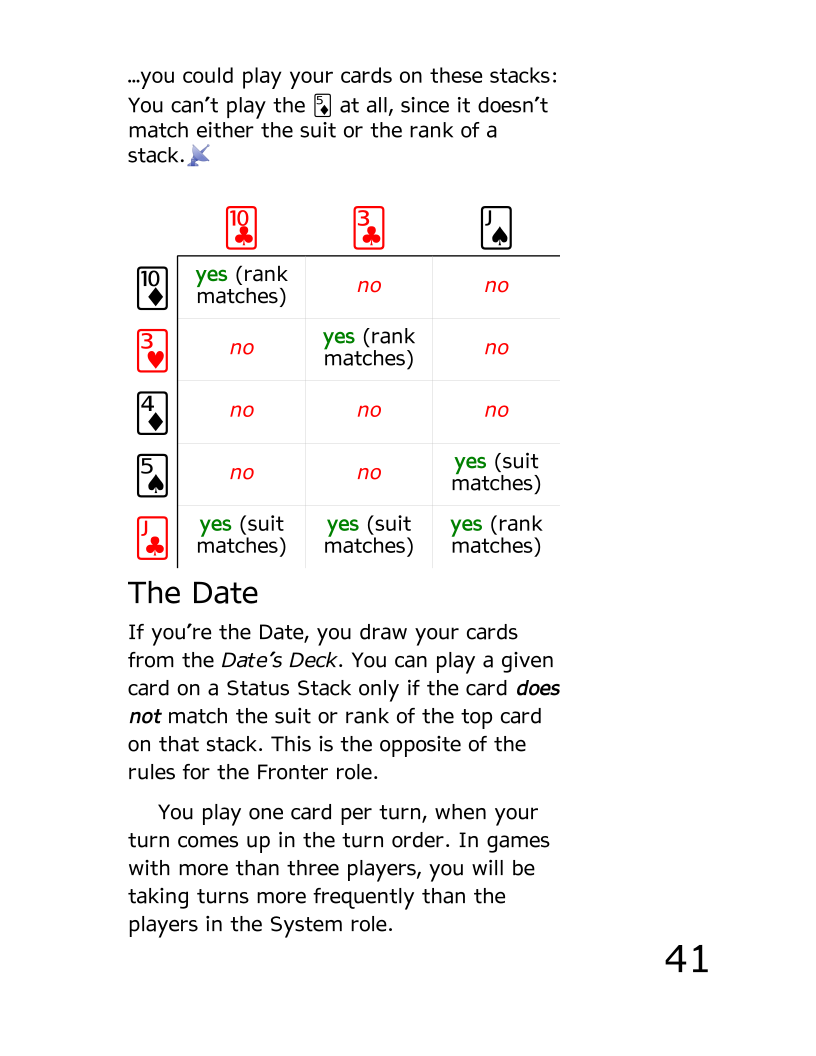 …you could play your cards on these stacks:
You can't play the 5♦ at all, since it doesn't
match either the suit or the rank of a
stack.
10♣ 3♣ J♠
10♦ yes (rank matches) no no
3♥ no yes (rank matches) no
4♦ no no no
5♠ no no yes (suit matches)
J♣ yes (suit matches) yes (suit matches) yes (rank matches)
The Date
If you're the Date, you draw your cards
from the Date's Deck. You can play a given
card on a Status Stack only if the card does
not match the suit or rank of the top card
on that stack. This is the opposite of the
rules for the Fronter role.
You play one card per turn, when your
turn comes up in the turn order. In games
with more than three players, you will be
taking turns more frequently than the
players in the System role.
41